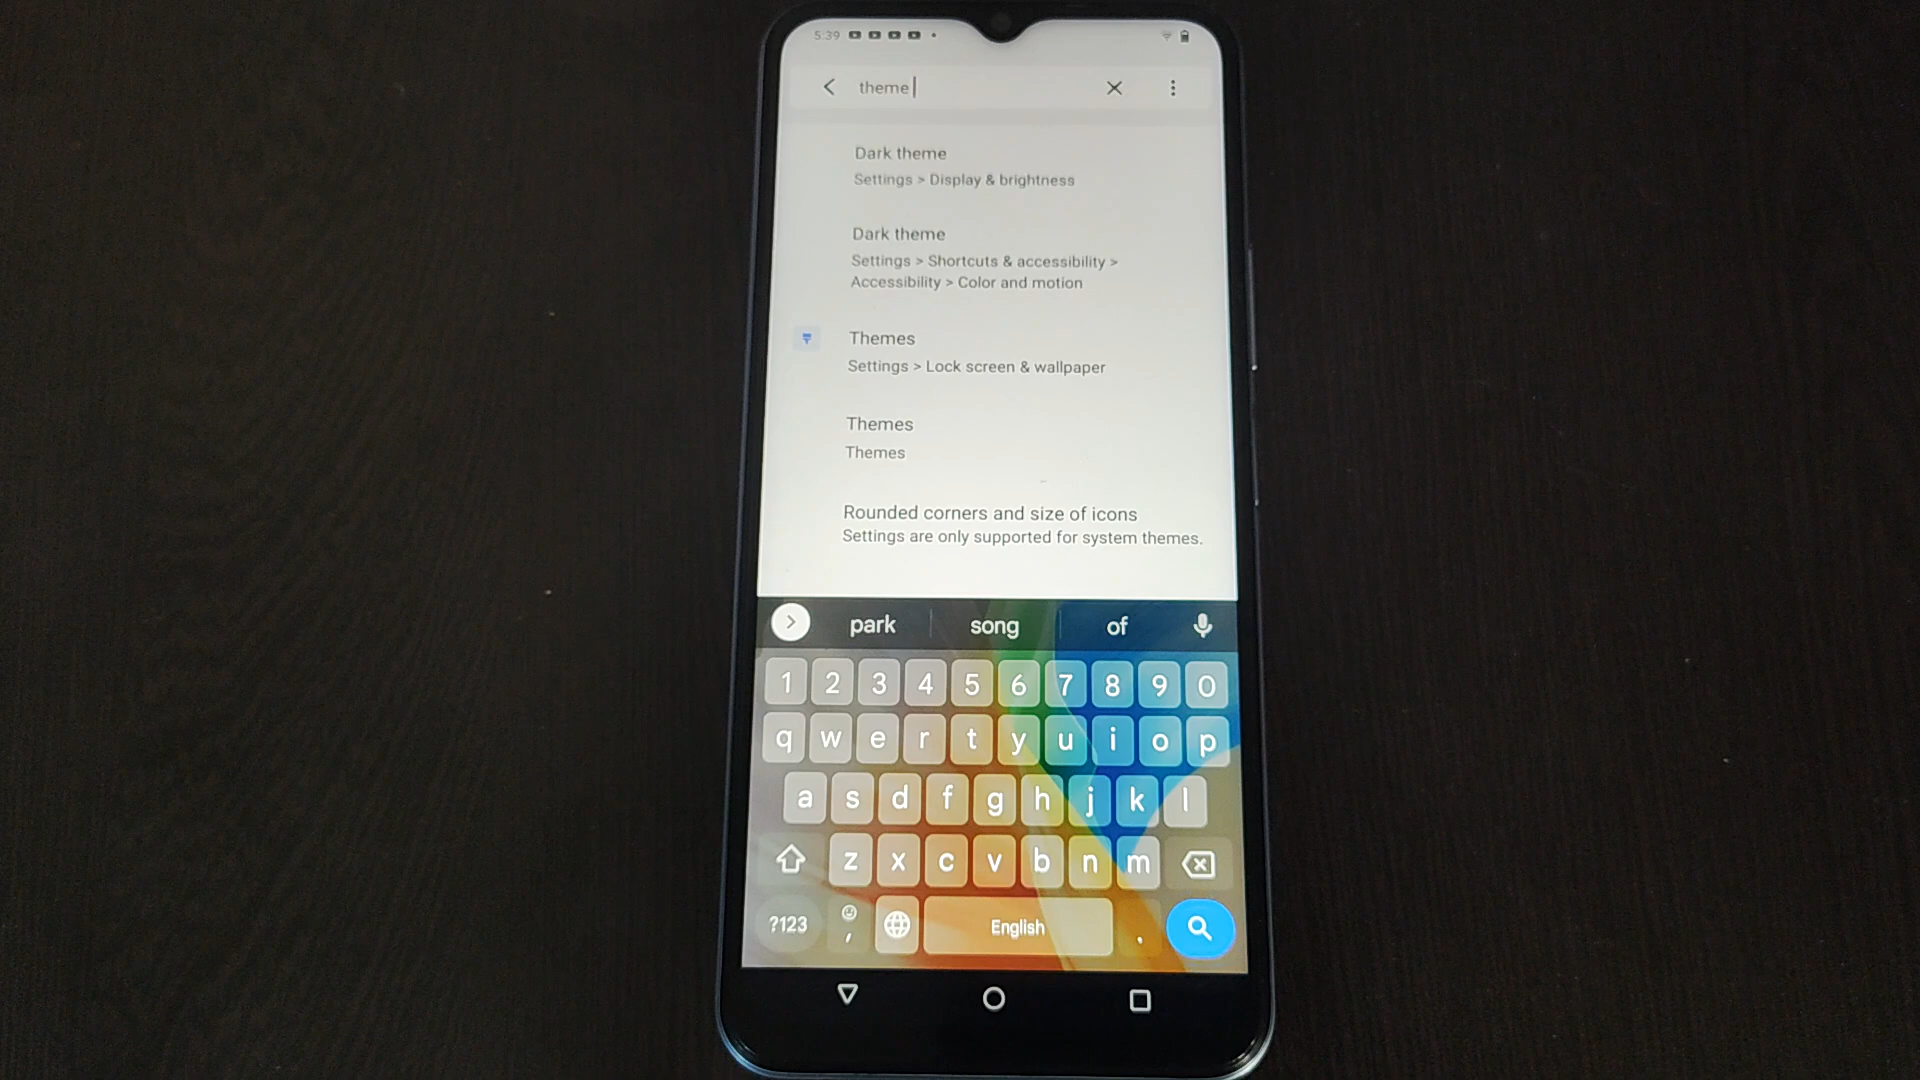 5:39
theme
Dark theme
Settings > Display & brightness
Dark theme
Settings > Shortcuts & accessibility >
Accessibility > Color and motion
Themes
Settings > Lock screen & wallpaper
Themes
Themes
Rounded corners and size of icons
Settings are only supported for system themes.
park song of
1 2 3 4 5 6 7 8 9 0
q w e r t y u i o p
a s d f g h j k l
z x c v b n m
?123 , English .